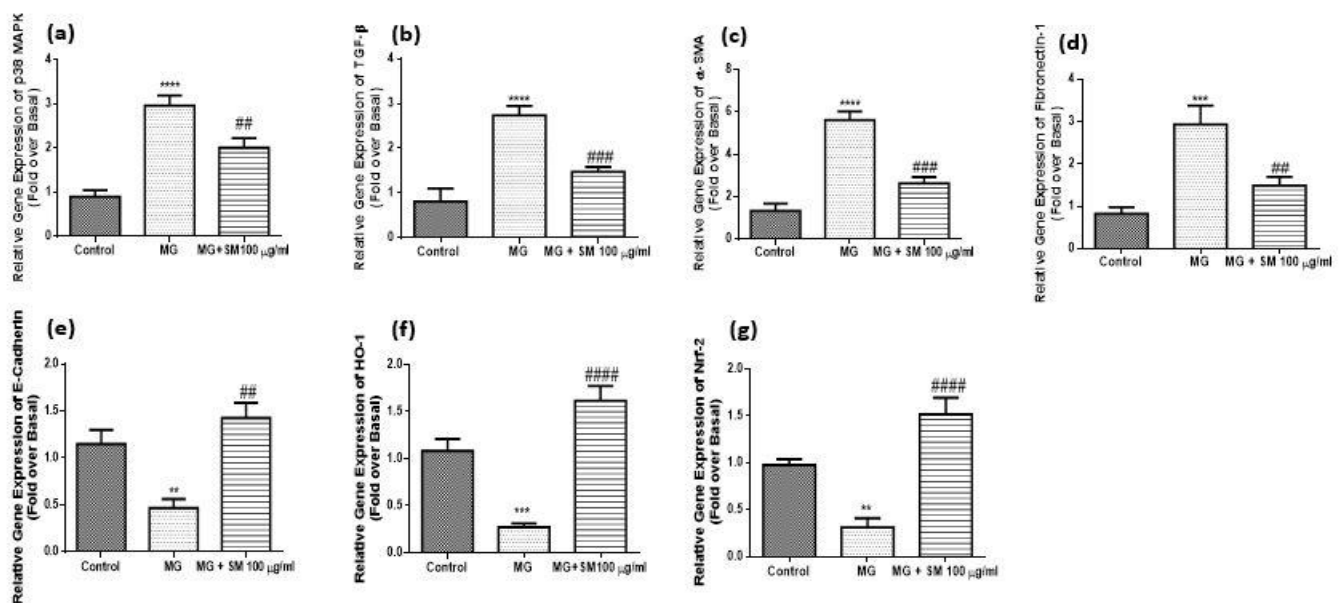 (a)
Relative Gene Expression of p38 MAPK
(Fold over Basal)
4
3
2
1
0
****
##
Control MG MG+SM100 μg/ml
(b)
Relative Gene Expression of TGF-β
(Fold over Basal)
4
3
2
1
0
****
###
Control MG MG + SM 100 μg/ml
(c)
Relative Gene Expression of α-SMA
(Fold over Basal)
8
6
4
2
0
****
###
Control MG MG + SM 100 μg/ml
(d)
Relative Gene Expression of Fibronectin-1
(Fold over Basal)
4
3
2
1
0
***
##
Control MG MG + SM 100 μg/ml
(e)
Relative Gene Expression of E-Cadherin
(Fold over Basal)
2.0
1.5
1.0
0.5
0.0
**
##
Control MG MG + SM 100 μg/ml
(f)
Relative Gene Expression of HO-1
(Fold over Basal)
2.0
1.5
1.0
0.5
0.0
***
####
Control MG MG+SM100 μg/ml
(g)
Relative Gene Expression of Nrf-2
(Fold over Basal)
2.0
1.5
1.0
0.5
0.0
**
####
Control MG MG + SM 100 μg/ml